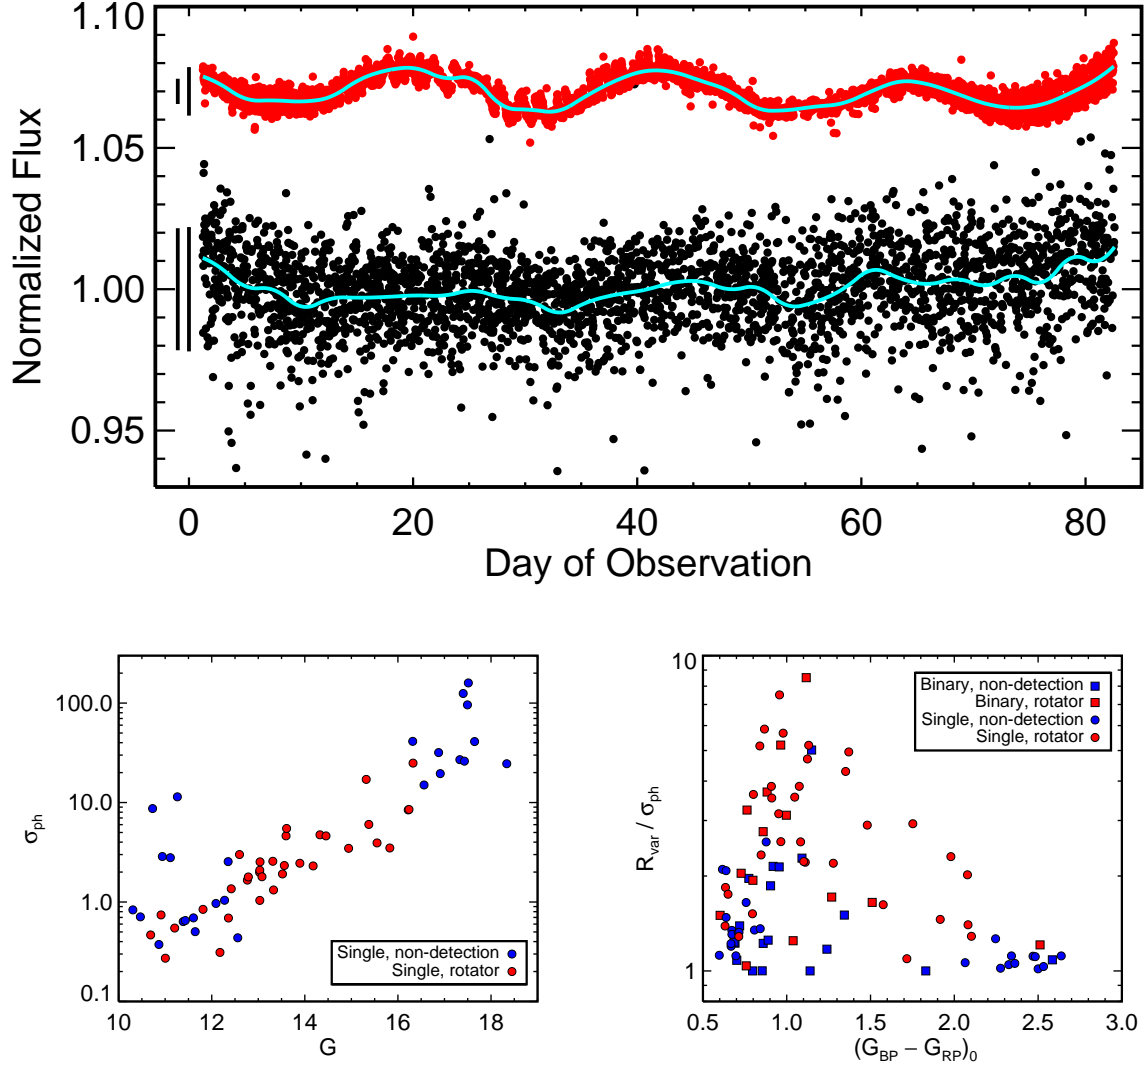 1.10
1.05
1.00
0.95
Normalized Flux
0 20 40 60 80
Day of Observation
100.0
10.0
1.0
0.1
σph
10 12 14 16 18
G
Single, non-detection
Single, rotator
10
1
Rvar / σph
0.5 1.0 1.5 2.0 2.5 3.0
(GBP − GRP)0
Binary, non-detection
Binary, rotator
Single, non-detection
Single, rotator